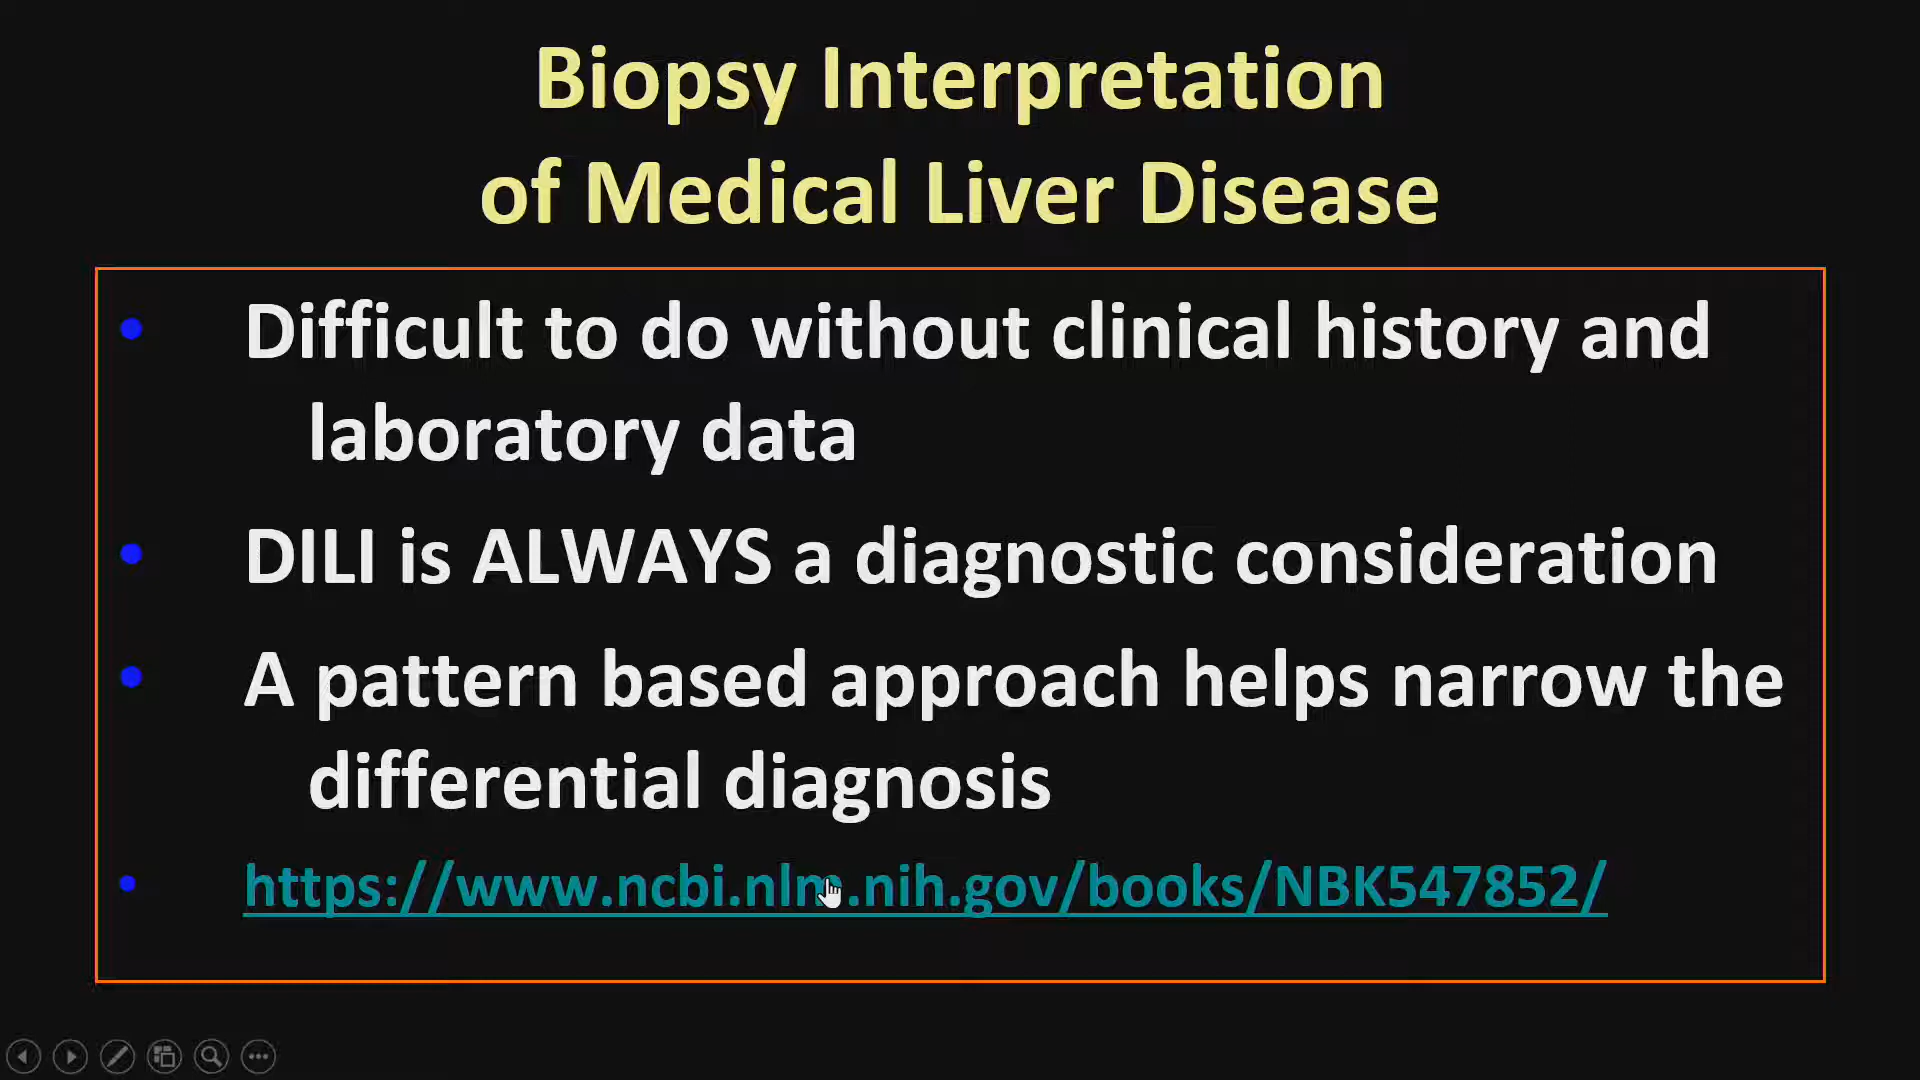 Biopsy Interpretation
of Medical Liver Disease
• Difficult to do without clinical history and
laboratory data
• DILI is ALWAYS a diagnostic consideration
• A pattern based approach helps narrow the
differential diagnosis
• https://www.ncbi.nlm.nih.gov/books/NBK547852/